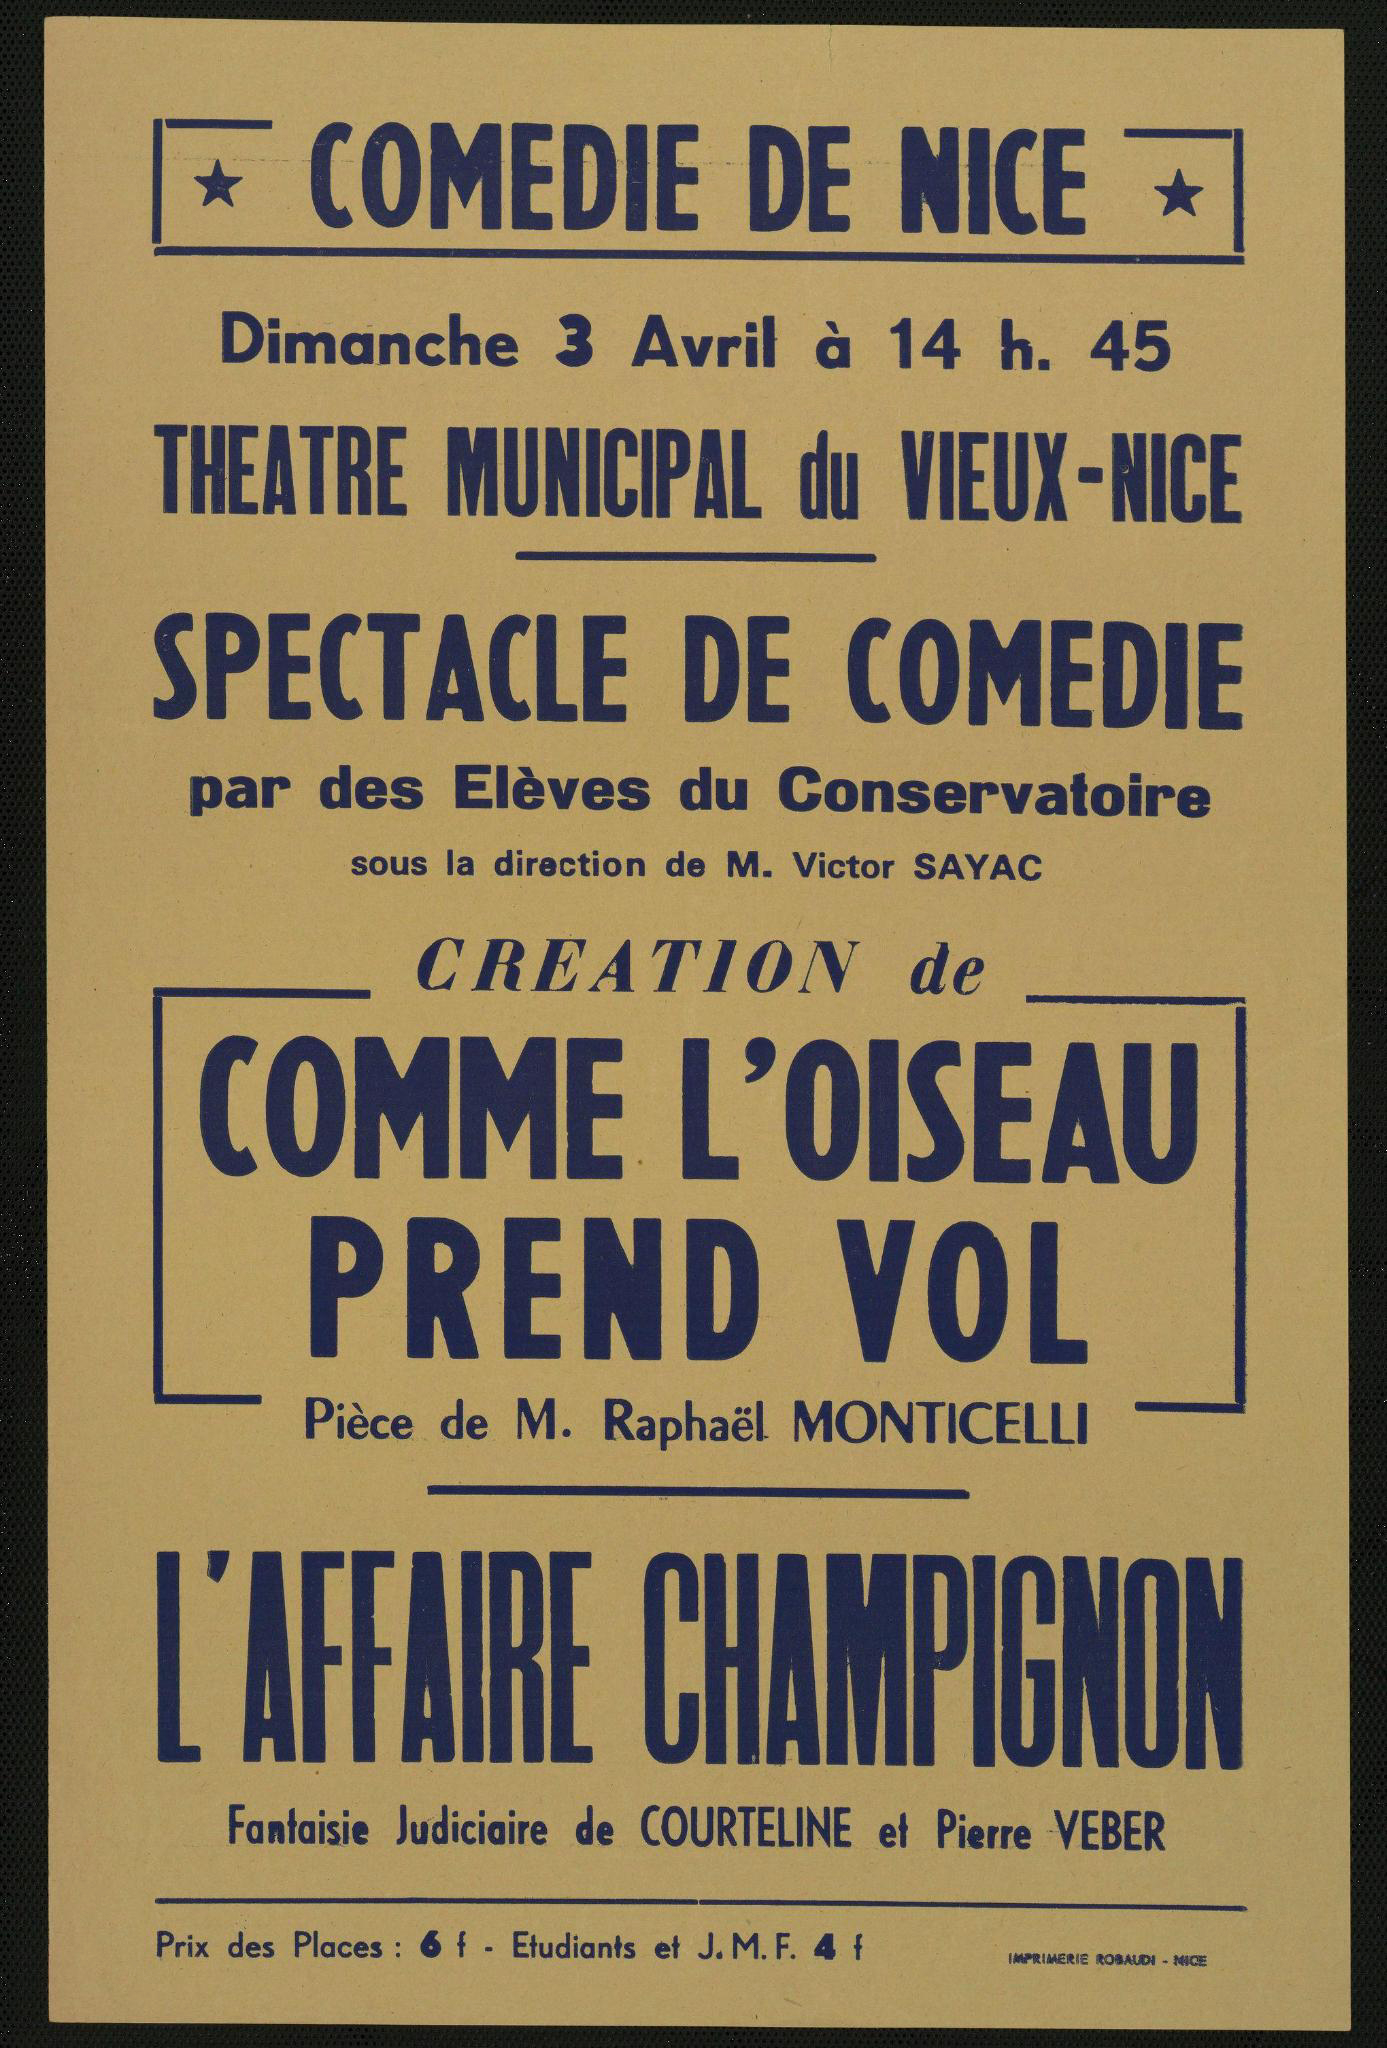 COMEDIE DE NICE
Dimanche 3 Avril à 14 h. 45
THEATRE MUNICIPAL du VIEUX-NICE
SPECTACLE DE COMEDIE
par des Elèves du Conservatoire
sous la direction de M. Victor SAYAC
CREATION de
COMME L'OISEAU
PREND VOL
Pièce de M. Raphaël MONTICELLI
L'AFFAIRE CHAMPIGNON
Fantaisie Judiciaire de COURTELINE et Pierre VEBER
Prix des Places : 6 f - Etudiants et J. M. F. 4 f
IMPRIMERIE ROBAUDI - NICE